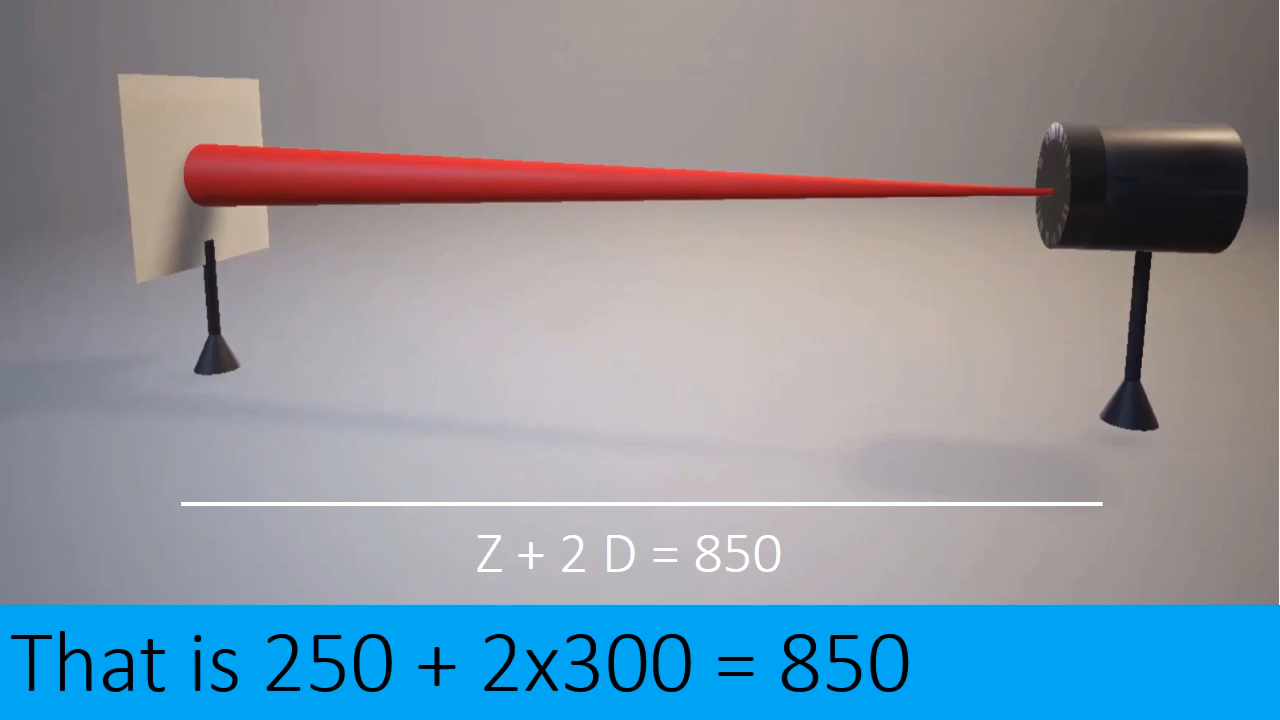 Z + 2 D = 850
That is 250 + 2x300 = 850